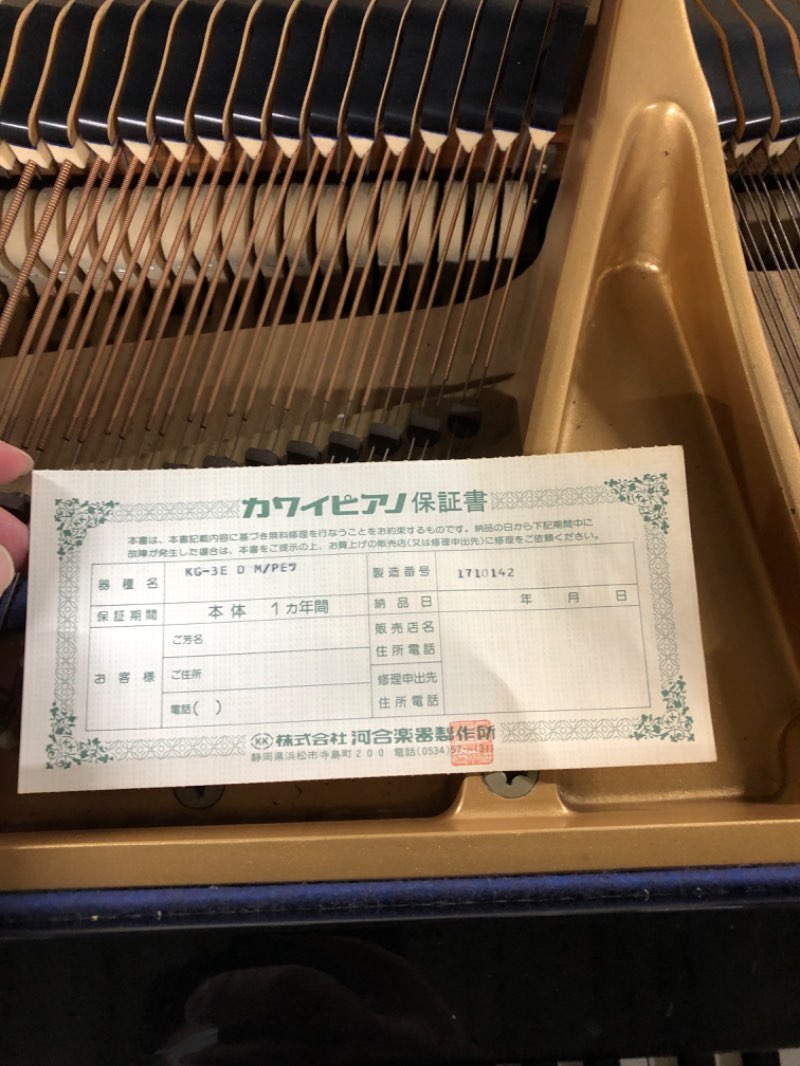 カワイピアノ 保証書
本書は、本書記載内容に基づき無料修理を行なうことをお約束するものです。納品の日から下記期間中に
故障が発生した場合は、本書をご提示の上、お買上げの販売店(又は修理申出先)に修理をご依頼ください。
器種名 KG-3E D M/PEツ 製造番号 1710142
保証期間 本体 1ヵ年間 納品日 年 月 日
お客様 ご芳名 販売店名
住所電話
ご住所 修理申出先
電話( ) 住所電話
KK 株式会社 河合楽器製作所
静岡県浜松市寺島町200 電話(0534)57-